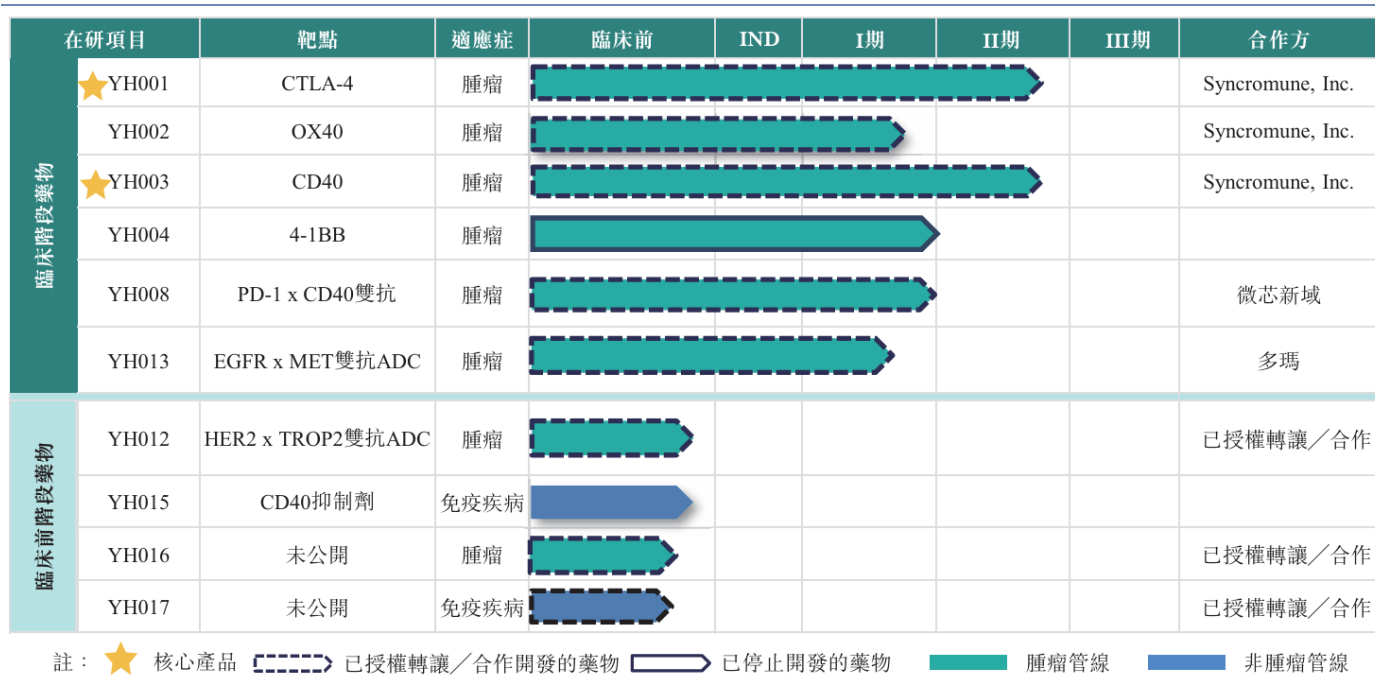 在研項目 靶點 適應症 臨床前 IND I期 II期 III期 合作方
臨床階段藥物
YH001 CTLA-4 腫瘤 Syncromune, Inc.
YH002 OX40 腫瘤 Syncromune, Inc.
YH003 CD40 腫瘤 Syncromune, Inc.
YH004 4-1BB 腫瘤
YH008 PD-1 x CD40雙抗 腫瘤 微芯新域
YH013 EGFR x MET雙抗ADC 腫瘤 多瑪
臨床前階段藥物
YH012 HER2 x TROP2雙抗ADC 腫瘤 已授權轉讓╱合作
YH015 CD40抑制劑 免疫疾病
YH016 未公開 腫瘤 已授權轉讓╱合作
YH017 未公開 免疫疾病 已授權轉讓╱合作
註： 核心產品 已授權轉讓╱合作開發的藥物 已停止開發的藥物 腫瘤管線 非腫瘤管線